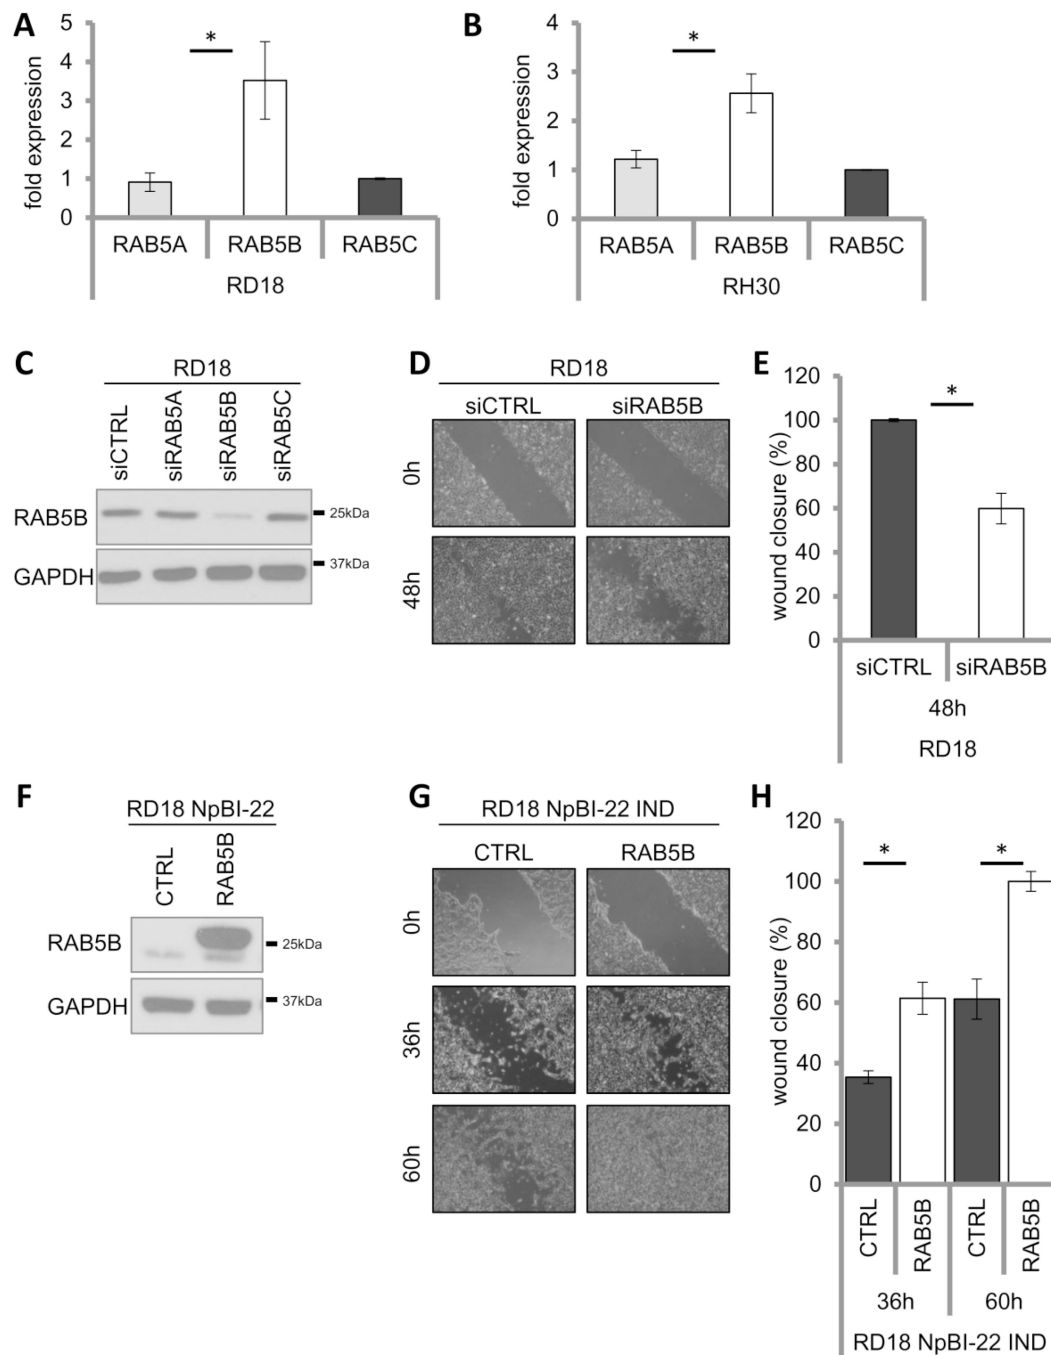 A
fold expression
5
4
3
2
1
0
*
RAB5A RAB5B RAB5C
RD18
B
fold expression
4
3
2
1
0
*
RAB5A RAB5B RAB5C
RH30
C
RD18
siCTRL
siRAB5A
siRAB5B
siRAB5C
RAB5B
25kDa
GAPDH
37kDa
D
RD18
siCTRL siRAB5B
0h
48h
E
wound closure (%)
120
100
80
60
40
20
0
*
siCTRL siRAB5B
48h
RD18
F
RD18 NpBI-22
CTRL
RAB5B
RAB5B
25kDa
GAPDH
37kDa
G
RD18 NpBI-22 IND
CTRL RAB5B
0h
36h
60h
H
wound closure (%)
120
100
80
60
40
20
0
* *
CTRL
RAB5B
CTRL
RAB5B
36h 60h
RD18 NpBI-22 IND